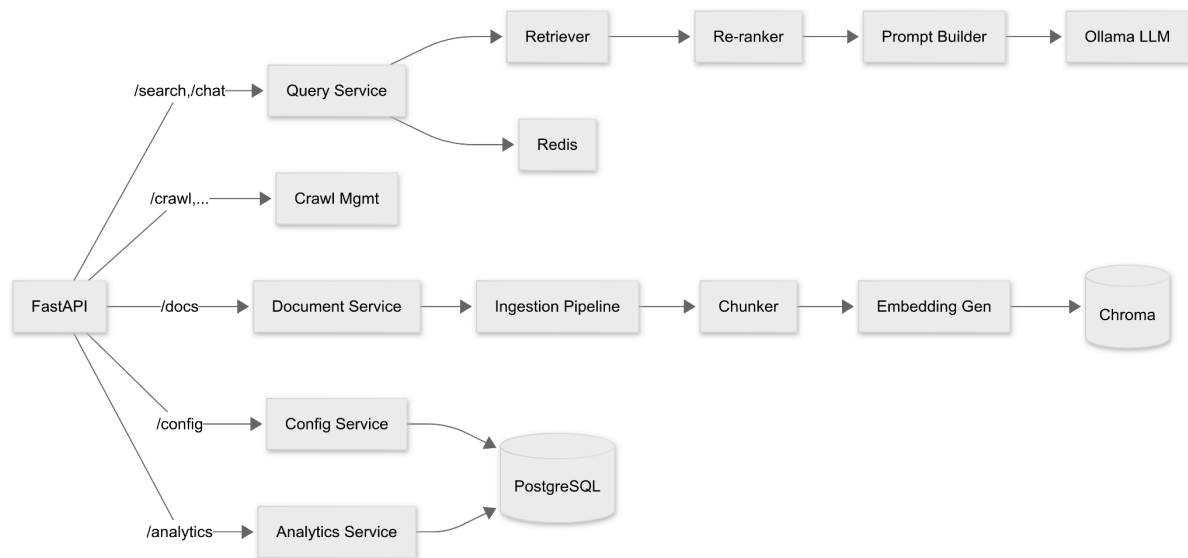 Retriever
Re-ranker
Prompt Builder
Ollama LLM
/search,/chat
Query Service
Redis
/crawl,...
Crawl Mgmt
FastAPI
/docs
Document Service
Ingestion Pipeline
Chunker
Embedding Gen
Chroma
/config
Config Service
PostgreSQL
/analytics
Analytics Service